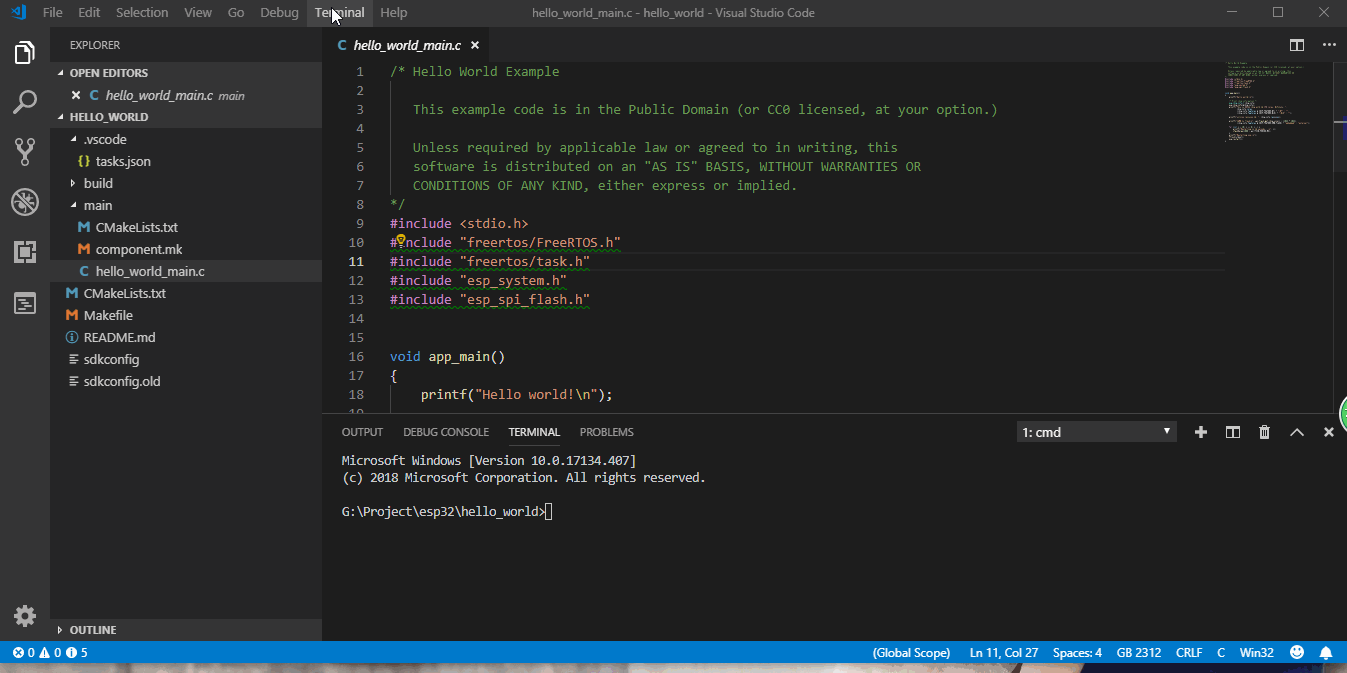 File Edit Selection View Go Debug Terminal Help hello_world_main.c - hello_world - Visual Studio Code
EXPLORER
OPEN EDITORS
C hello_world_main.c main
HELLO_WORLD
.vscode
{} tasks.json
build
main
M CMakeLists.txt
M component.mk
C hello_world_main.c
M CMakeLists.txt
M Makefile
README.md
sdkconfig
sdkconfig.old
OUTLINE
C hello_world_main.c
1 /* Hello World Example
2
3 This example code is in the Public Domain (or CC0 licensed, at your option.)
4
5 Unless required by applicable law or agreed to in writing, this
6 software is distributed on an "AS IS" BASIS, WITHOUT WARRANTIES OR
7 CONDITIONS OF ANY KIND, either express or implied.
8 */
9 #include <stdio.h>
10 #include "freertos/FreeRTOS.h"
11 #include "freertos/task.h"
12 #include "esp_system.h"
13 #include "esp_spi_flash.h"
14
15
16 void app_main()
17 {
18 printf("Hello world!\n");
OUTPUT DEBUG CONSOLE TERMINAL PROBLEMS 1: cmd
Microsoft Windows [Version 10.0.17134.407]
(c) 2018 Microsoft Corporation. All rights reserved.
G:\Project\esp32\hello_world>
0 0 5 (Global Scope) Ln 11, Col 27 Spaces: 4 GB 2312 CRLF C Win32